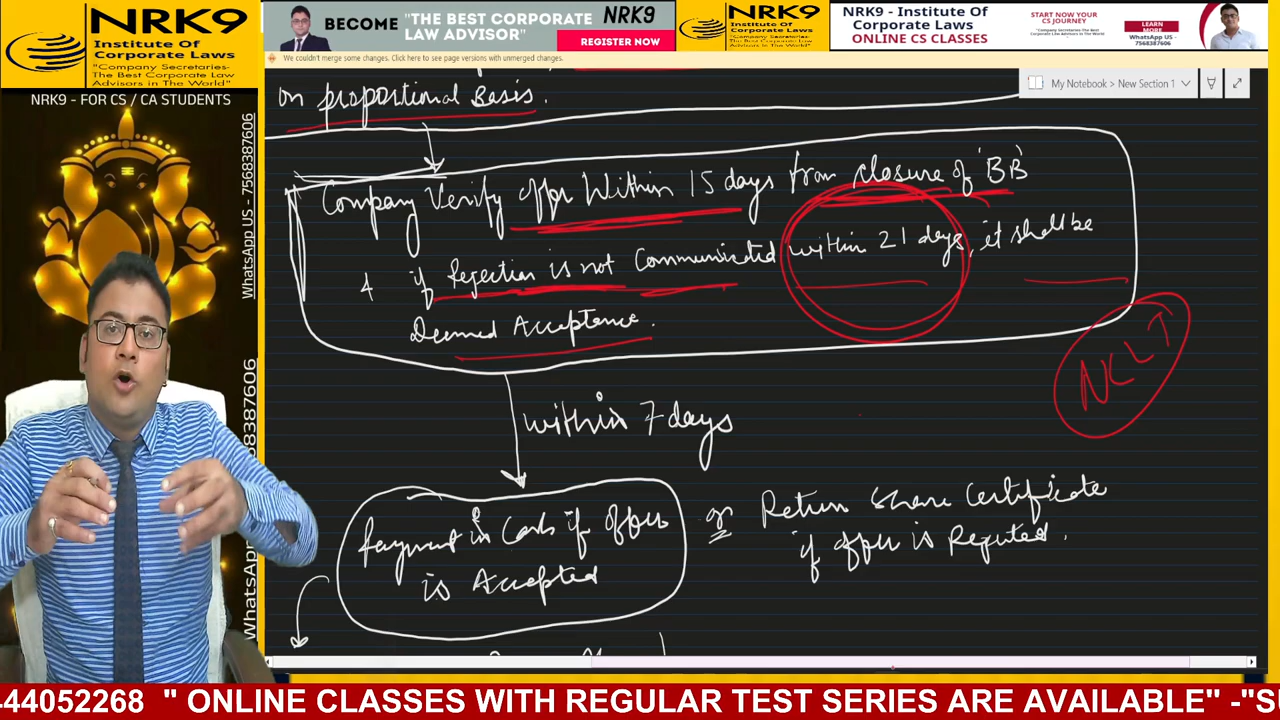 NRK9
Institute Of
Corporate Laws
"Company Secretaries-
The Best Corporate Law
Advisors in The World"
NRK9 - FOR CS / CA STUDENTS
BECOME "THE BEST CORPORATE
LAW ADVISOR"
NRK9
REGISTER NOW
NRK9
Institute Of
Corporate Laws
NRK9 - Institute Of
Corporate Laws
ONLINE CS CLASSES
START NOW YOUR
CS JOURNEY
LEARN
MORE
WhatsApp US -
7568387606
We couldn't merge some changes. Click here to see page versions with unmerged changes.
My Notebook > New Section 1
on proportional Basis.
Company Verify offer Within 15 days from closure of 'BB'
& if Rejection is not Communicated within 21 days, it shall be
Deemed Acceptance.
NCLT
within 7 days
Payment in Cash if offer
is Accepted
or Return Share Certificate
if offer is Rejected.
WhatsApp US - 7568387606
-44052268 " ONLINE CLASSES WITH REGULAR TEST SERIES ARE AVAILABLE" -"S